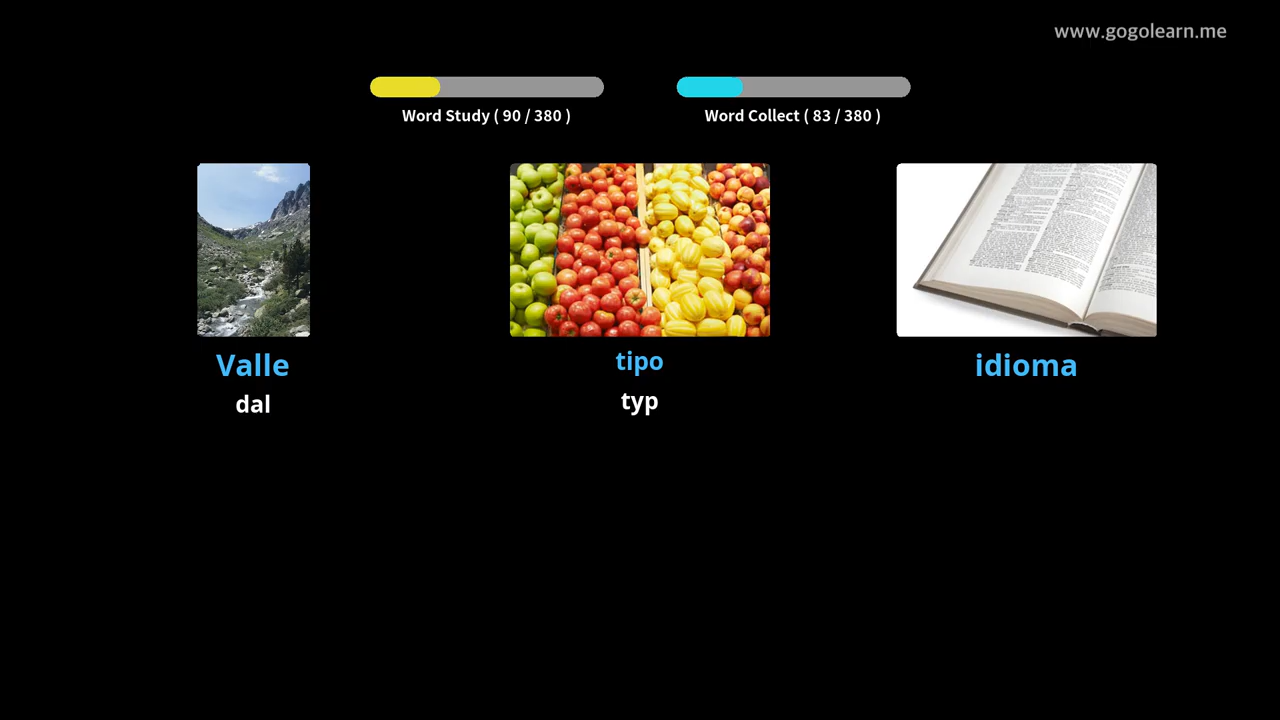 www.gogolearn.me
Word Study ( 90 / 380 )
Word Collect ( 83 / 380 )
Valle
tipo
idioma
dal
typ